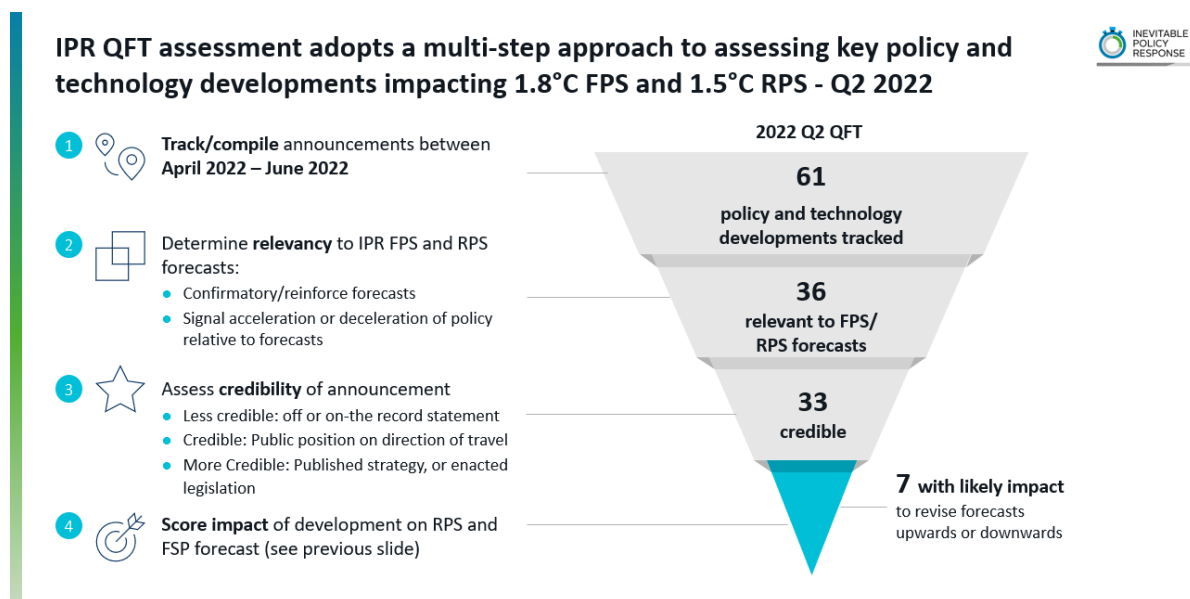 IPR QFT assessment adopts a multi-step approach to assessing key policy and
technology developments impacting 1.8°C FPS and 1.5°C RPS - Q2 2022
INEVITABLE
POLICY
RESPONSE
1
Track/compile announcements between
April 2022 – June 2022
2
Determine relevancy to IPR FPS and RPS
forecasts:
Confirmatory/reinforce forecasts
Signal acceleration or deceleration of policy
relative to forecasts
3
Assess credibility of announcement
Less credible: off or on-the record statement
Credible: Public position on direction of travel
More Credible: Published strategy, or enacted
legislation
4
Score impact of development on RPS and
FSP forecast (see previous slide)
2022 Q2 QFT
61
policy and technology
developments tracked
36
relevant to FPS/
RPS forecasts
33
credible
7 with likely impact
to revise forecasts
upwards or downwards